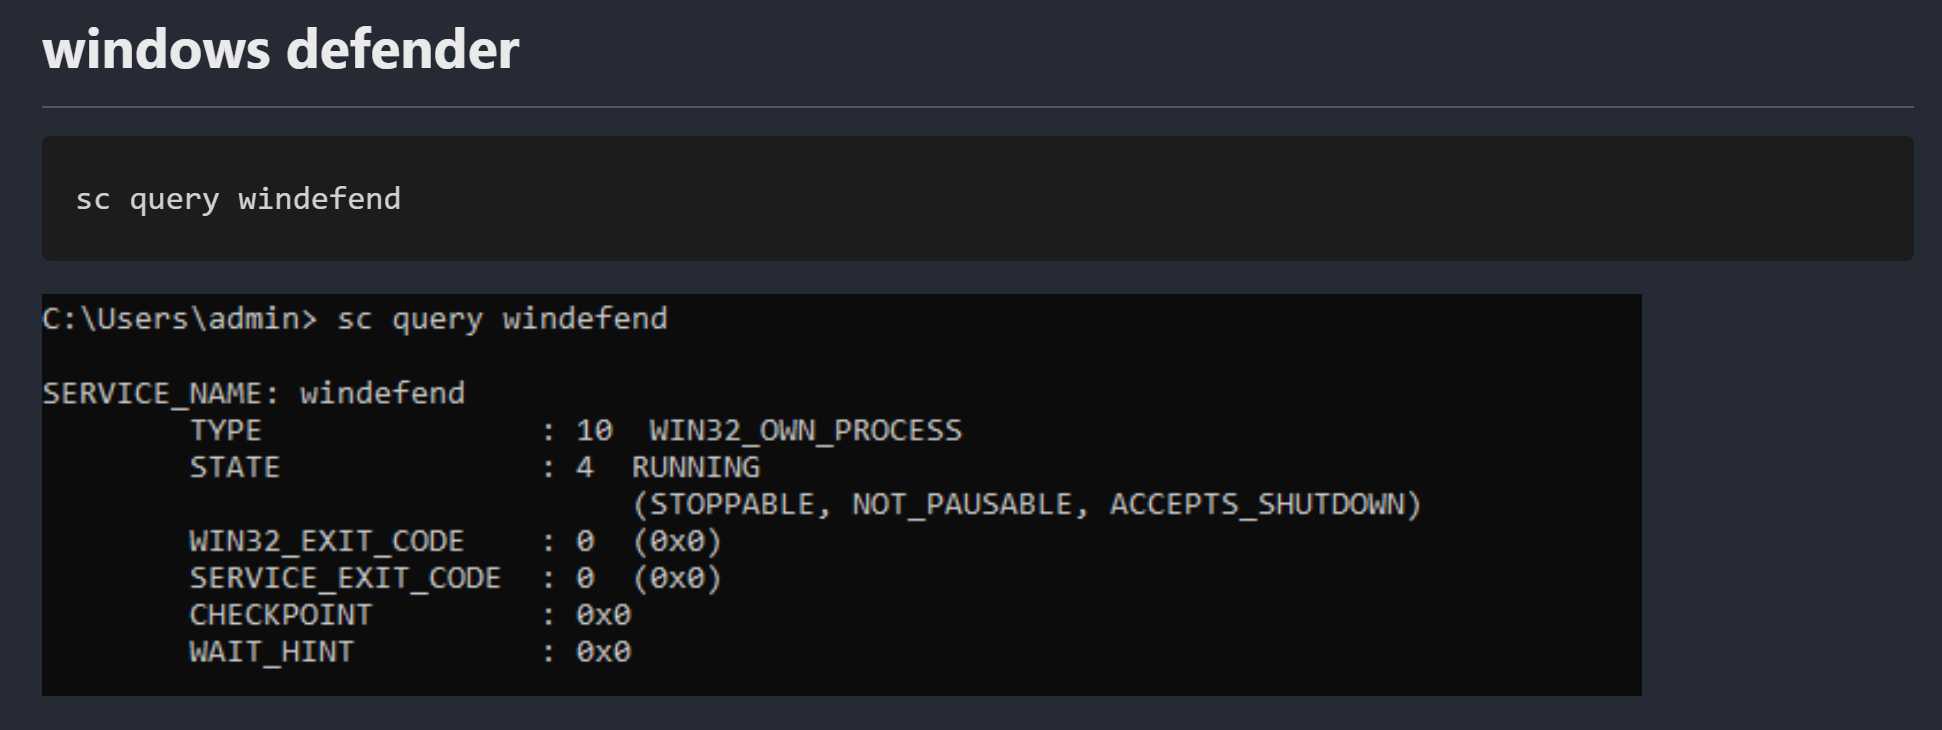 windows defender
sc query windefend
C:\Users\admin> sc query windefend
SERVICE_NAME: windefend
TYPE : 10 WIN32_OWN_PROCESS
STATE : 4 RUNNING
(STOPPABLE, NOT_PAUSABLE, ACCEPTS_SHUTDOWN)
WIN32_EXIT_CODE : 0 (0x0)
SERVICE_EXIT_CODE : 0 (0x0)
CHECKPOINT : 0x0
WAIT_HINT : 0x0